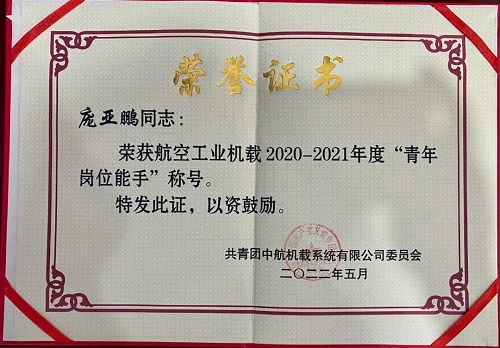 荣誉证书
庞亚鹏同志：
荣获航空工业机载2020-2021年度“青年
岗位能手”称号。
特发此证，以资鼓励。
共青团中航机载系统有限公司委员会
二〇二二年五月